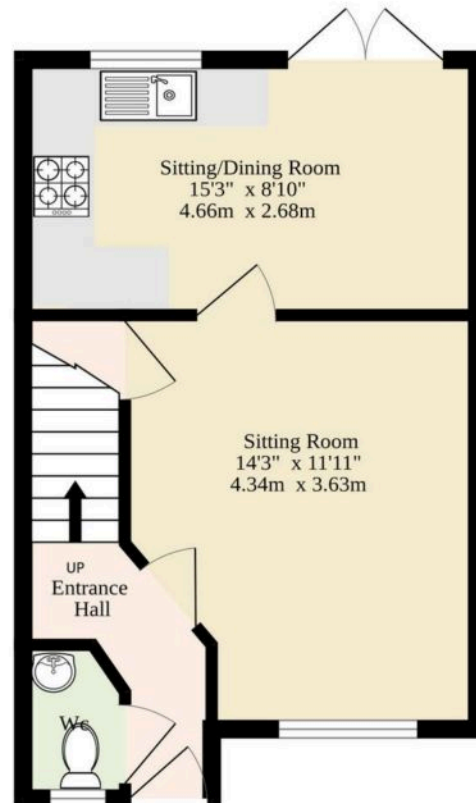 Sitting/Dining Room
15'3" x 8'10"
4.66m x 2.68m
Sitting Room
14'3" x 11'11"
4.34m x 3.63m
UP
Entrance
Hall
Wc